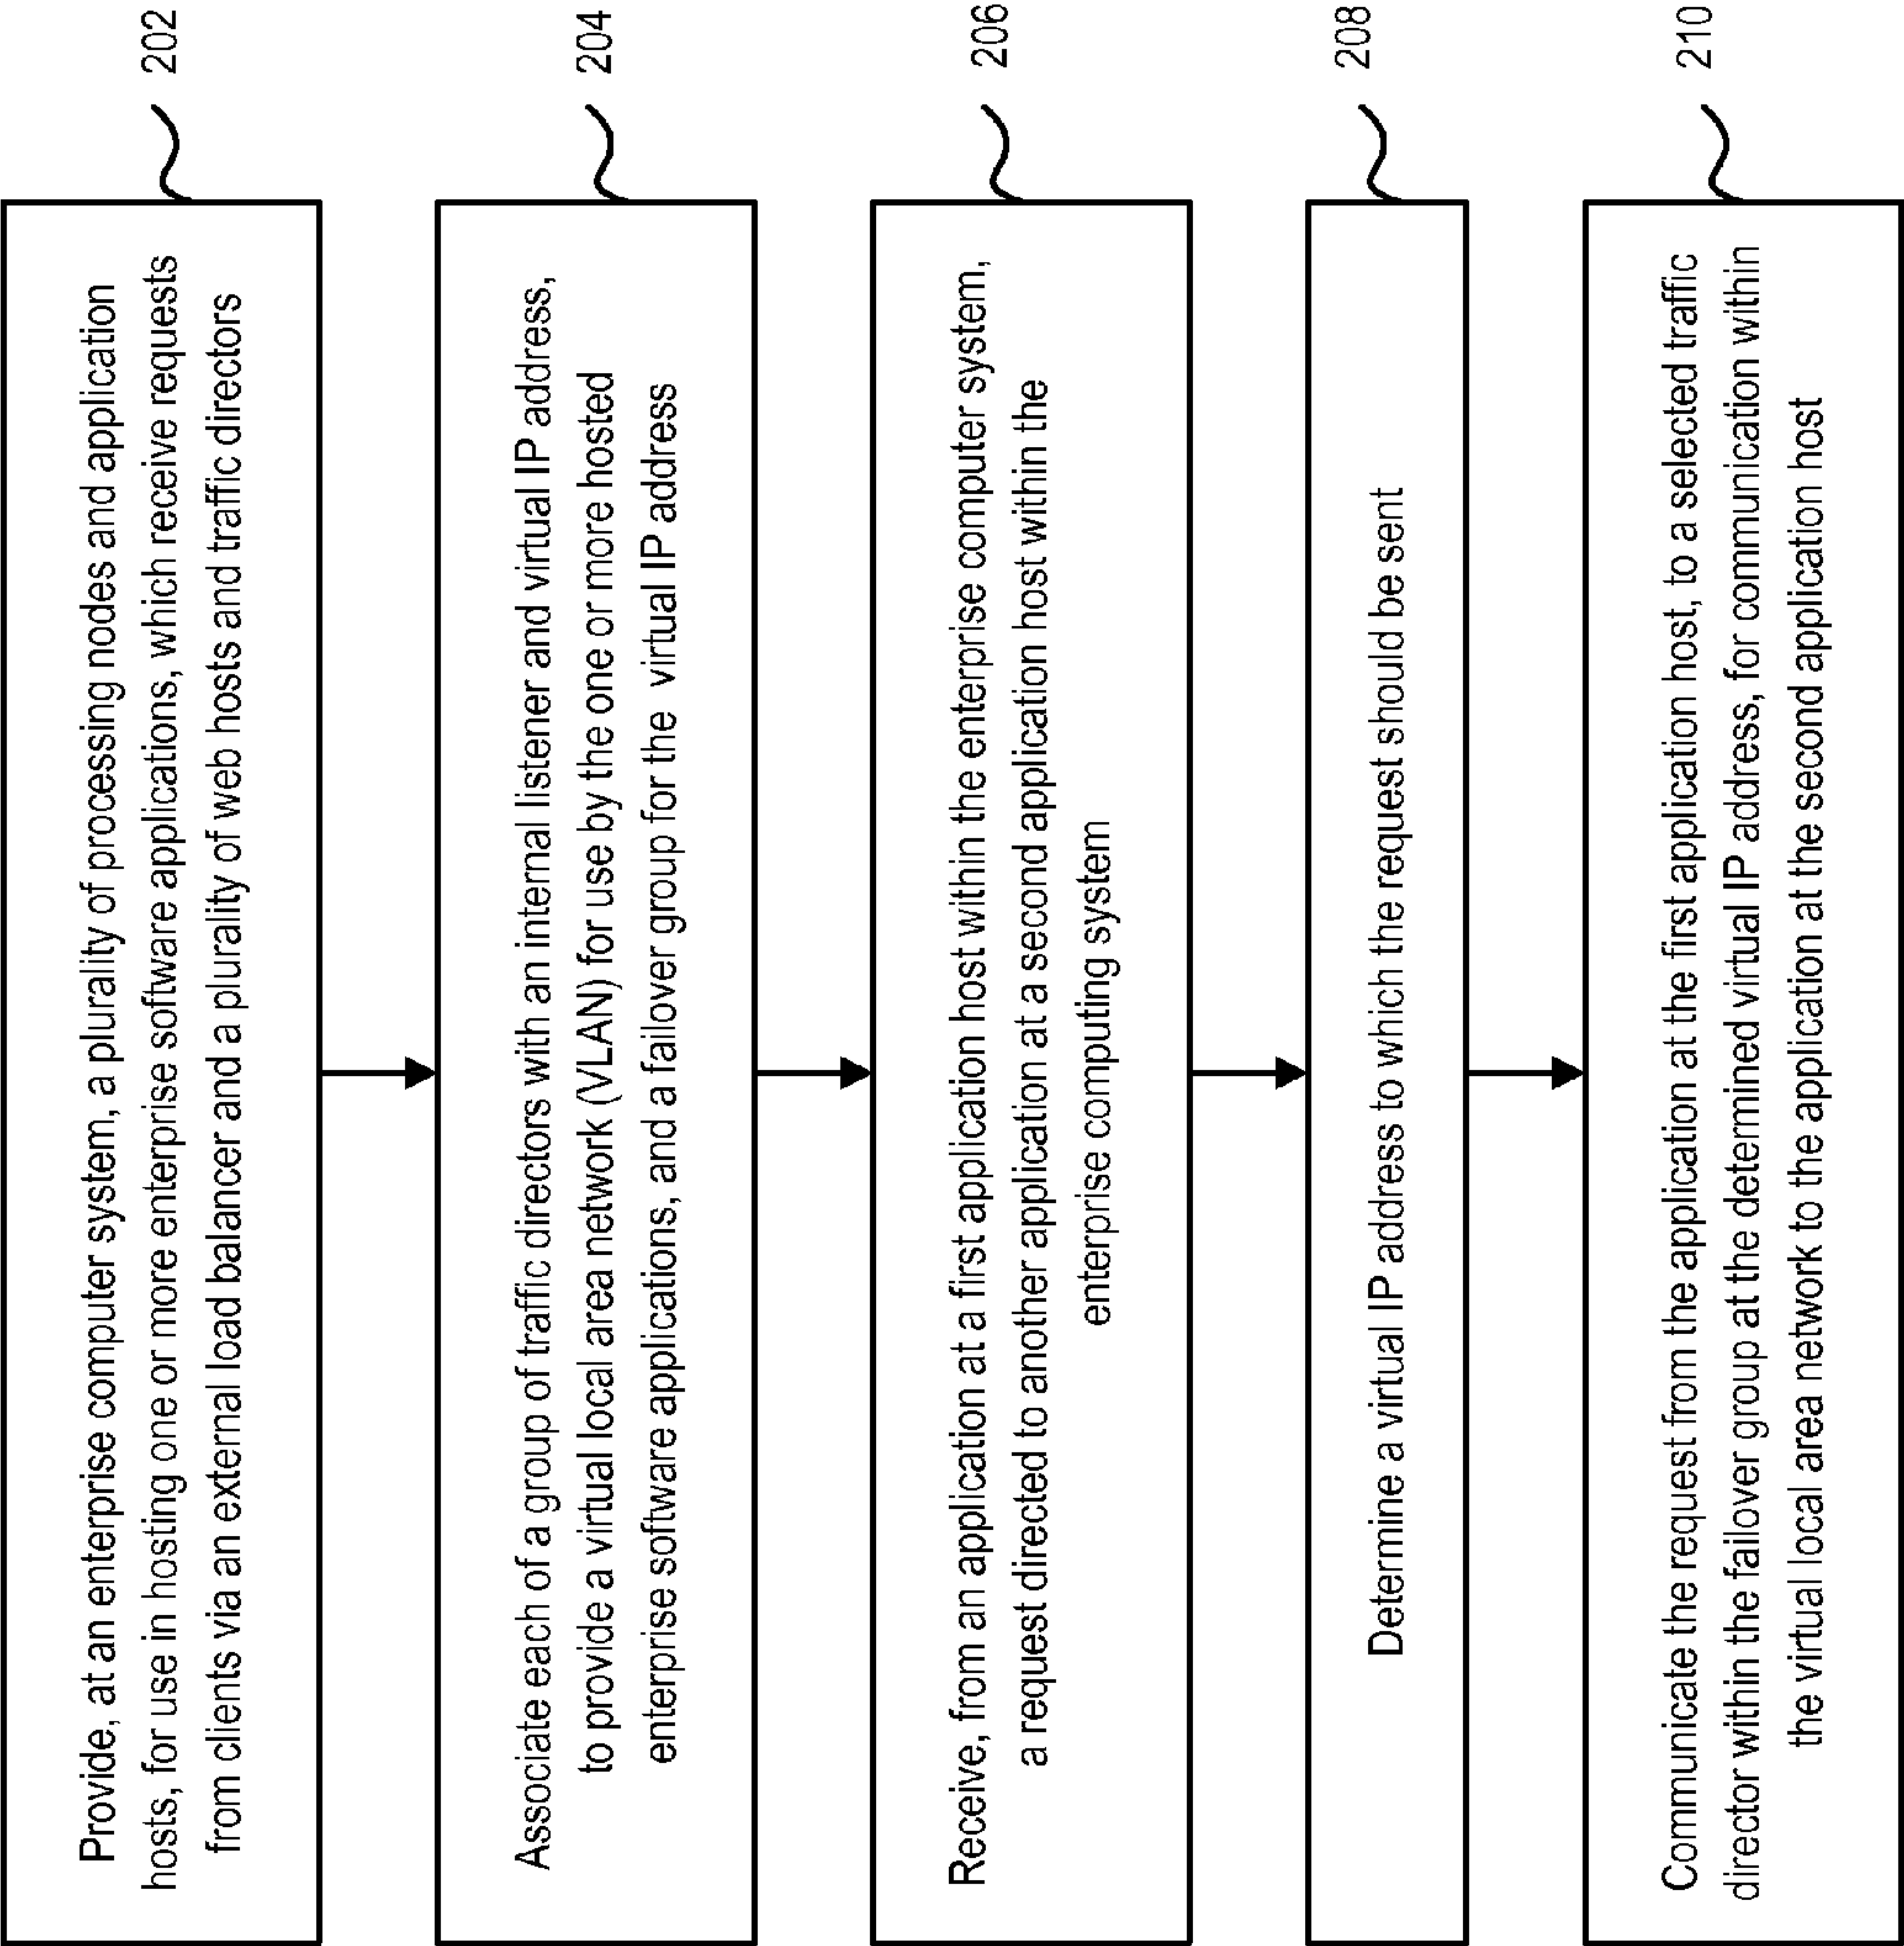 Provide, at an enterprise computer system, a plurality of processing nodes and application
hosts, for use in hosting one or more enterprise software applications, which receive requests
from clients via an external load balancer and a plurality of web hosts and traffic directors
202
Associate each of a group of traffic directors with an internal listener and virtual IP address,
to provide a virtual local area network (VLAN) for use by the one or more hosted
enterprise software applications, and a failover group for the virtual IP address
204
Receive, from an application at a first application host within the enterprise computer system,
a request directed to another application at a second application host within the
enterprise computing system
206
Determine a virtual IP address to which the request should be sent
208
Communicate the request from the application at the first application host, to a selected traffic
director within the failover group at the determined virtual IP address, for communication within
the virtual local area network to the application at the second application host
210